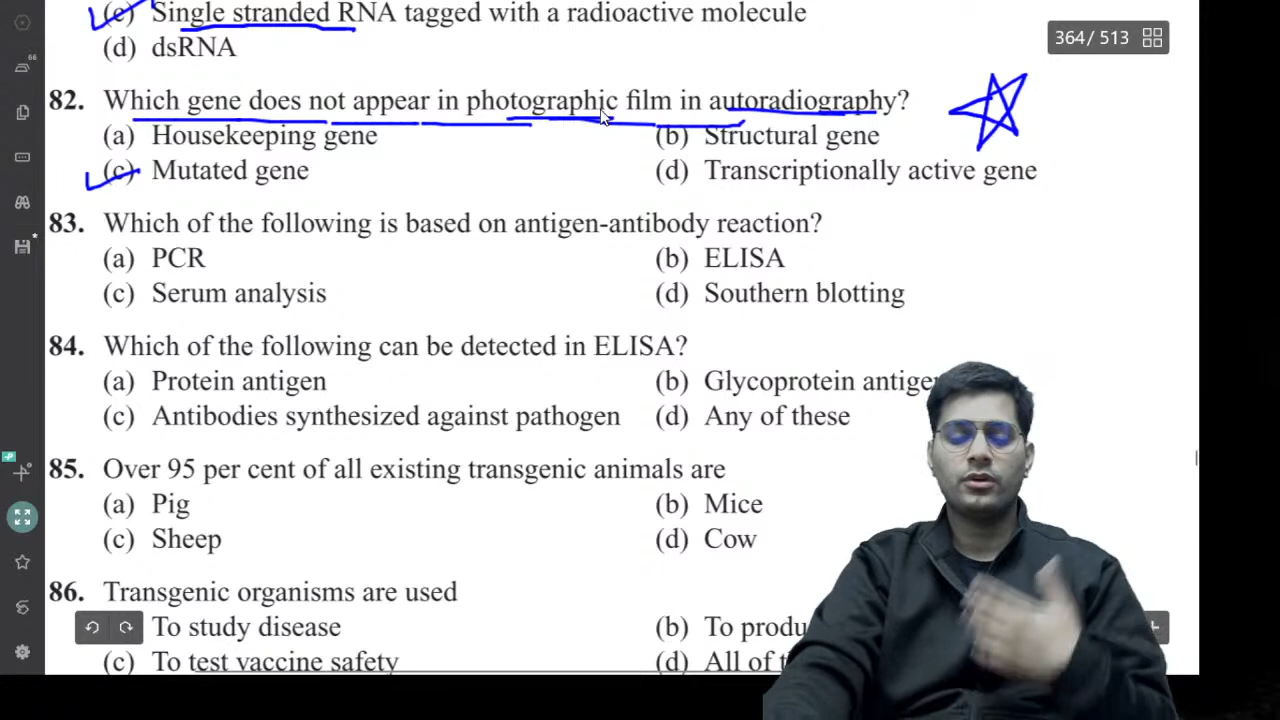 (c) Single stranded RNA tagged with a radioactive molecule
364 / 513
(d) dsRNA
82. Which gene does not appear in photographic film in autoradiography?
(a) Housekeeping gene (b) Structural gene
(c) Mutated gene (d) Transcriptionally active gene
83. Which of the following is based on antigen-antibody reaction?
(a) PCR (b) ELISA
(c) Serum analysis (d) Southern blotting
84. Which of the following can be detected in ELISA?
(a) Protein antigen (b) Glycoprotein antige
(c) Antibodies synthesized against pathogen (d) Any of these
85. Over 95 per cent of all existing transgenic animals are
(a) Pig (b) Mice
(c) Sheep (d) Cow
86. Transgenic organisms are used
To study disease (b) To produ
(c) To test vaccine safety (d) All of t